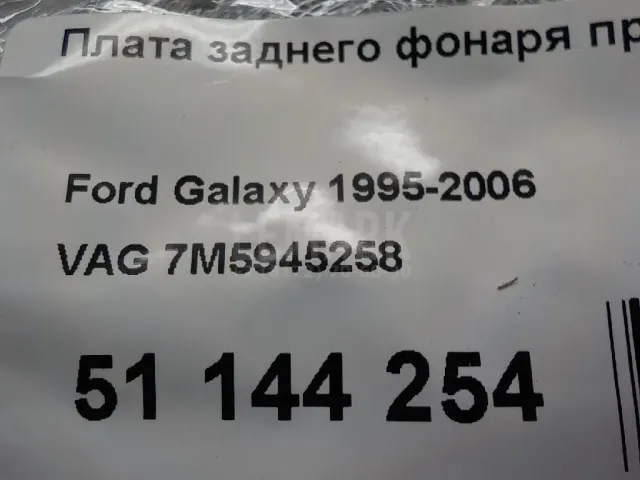 Плата заднего фонаря пр
Ford Galaxy 1995-2006
VAG 7M5945258
51 144 254